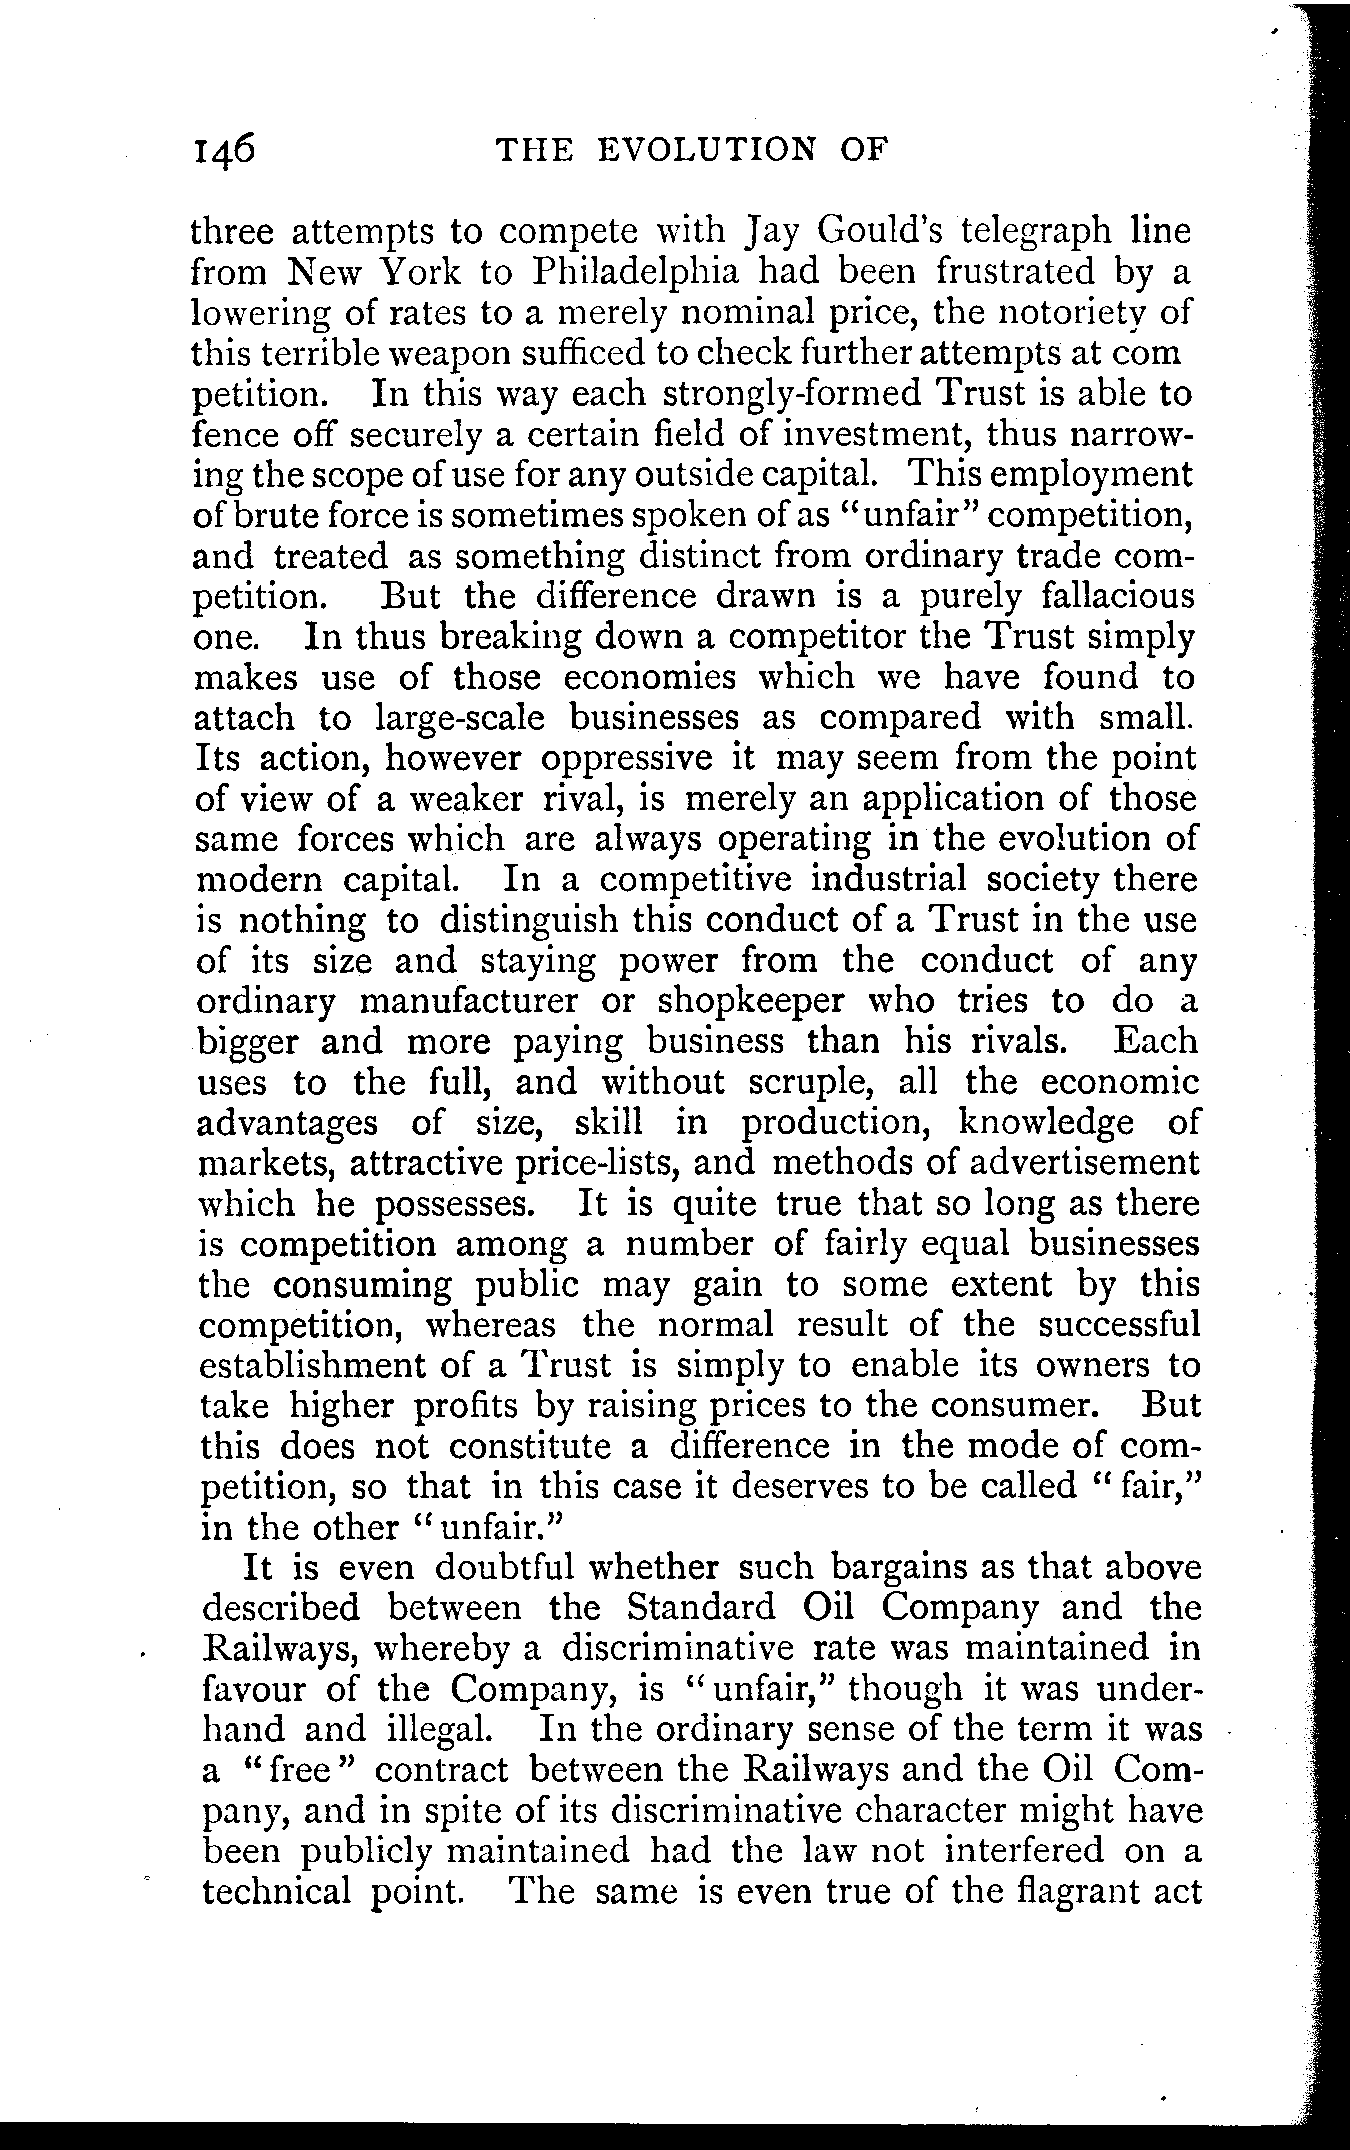 146 THE EVOLUTION OF
three attempts to compete with Jay Gould's telegraph line
from New York to Philadelphia had been frustrated by a
lowering of rates to a merely nominal price, the notoriety of
this terrible weapon sufficed to check further attempts at com
petition. In this way each strongly-formed Trust is able to
fence off securely a certain field of investment, thus narrow-
ing the scope of use for any outside capital. This employment
of brute force is sometimes spoken of as "unfair" competition,
and treated as something distinct from ordinary trade com-
petition. But the difference drawn is a purely fallacious
one. In thus breaking down a competitor the Trust simply
makes use of those economies which we have found to
attach to large-scale businesses as compared with small.
Its action, however oppressive it may seem from the point
of view of a weaker rival, is merely an application of those
same forces which are always operating in the evolution of
modern capital. In a competitive industrial society there
is nothing to distinguish this conduct of a Trust in the use
of its size and staying power from the conduct of any
ordinary manufacturer or shopkeeper who tries to do a
bigger and more paying business than his rivals. Each
uses to the full, and without scruple, all the economic
advantages of size, skill in production, knowledge of
markets, attractive price-lists, and methods of advertisement
which he possesses. It is quite true that so long as there
is competition among a number of fairly equal businesses
the consuming public may gain to some extent by this
competition, whereas the normal result of the successful
establishment of a Trust is simply to enable its owners to
take higher profits by raising prices to the consumer. But
this does not constitute a difference in the mode of com-
petition, so that in this case it deserves to be called "fair,"
in the other "unfair."
It is even doubtful whether such bargains as that above
described between the Standard Oil Company and the
Railways, whereby a discriminative rate was maintained in
favour of the Company, is "unfair," though it was under-
hand and illegal. In the ordinary sense of the term it was
a "free" contract between the Railways and the Oil Com-
pany, and in spite of its discriminative character might have
been publicly maintained had the law not interfered on a
technical point. The same is even true of the flagrant act